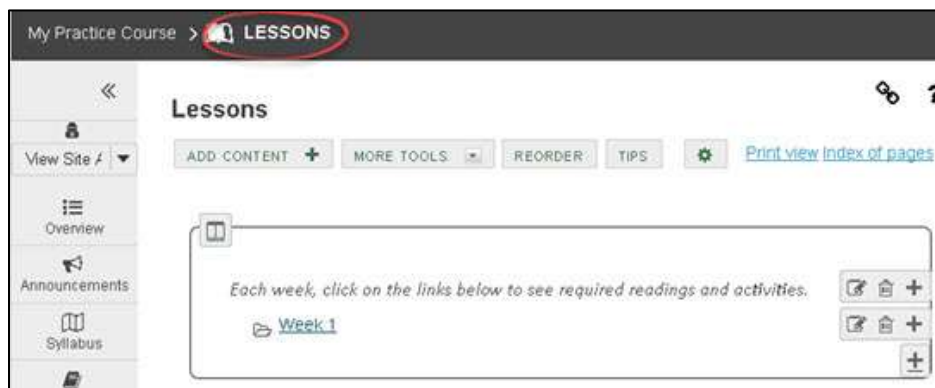 My Practice Course > LESSONS
Lessons
View Site A
ADD CONTENT + MORE TOOLS REORDER TIPS Print view Index of pages
Overview
Announcements
Each week, click on the links below to see required readings and activities.
Week 1
Syllabus